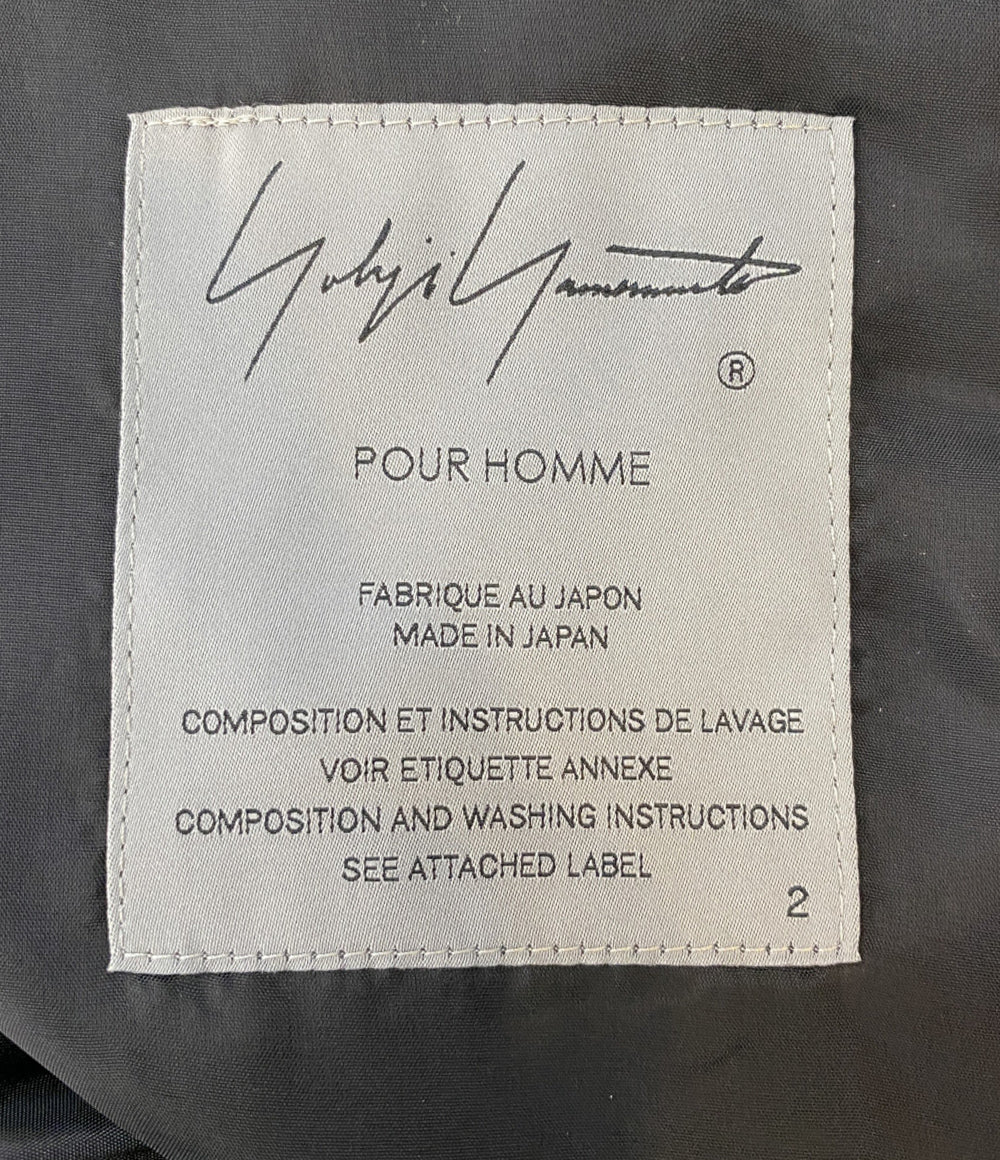 Yohji Yamamoto
®
POUR HOMME
FABRIQUE AU JAPON
MADE IN JAPAN
COMPOSITION ET INSTRUCTIONS DE LAVAGE
VOIR ETIQUETTE ANNEXE
COMPOSITION AND WASHING INSTRUCTIONS
SEE ATTACHED LABEL
2